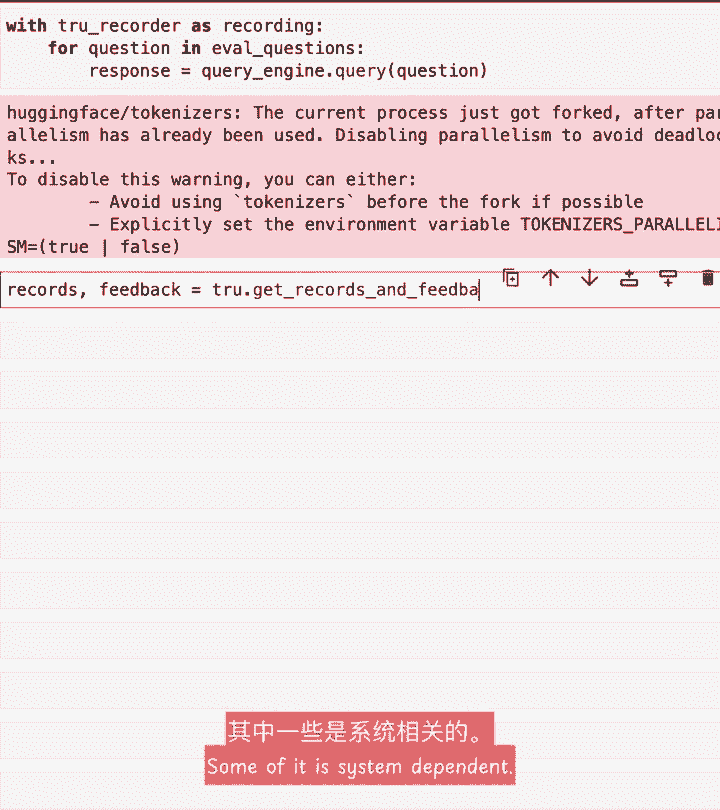 with tru_recorder as recording:
    for question in eval_questions:
        response = query_engine.query(question)
huggingface/tokenizers: The current process just got forked, after par
allelism has already been used. Disabling parallelism to avoid deadloc
ks...
To disable this warning, you can either:
        - Avoid using `tokenizers` before the fork if possible
        - Explicitly set the environment variable TOKENIZERS_PARALLELI
SM=(true | false)
records, feedback = tru.get_records_and_feedba
其中一些是系统相关的。
Some of it is system dependent.